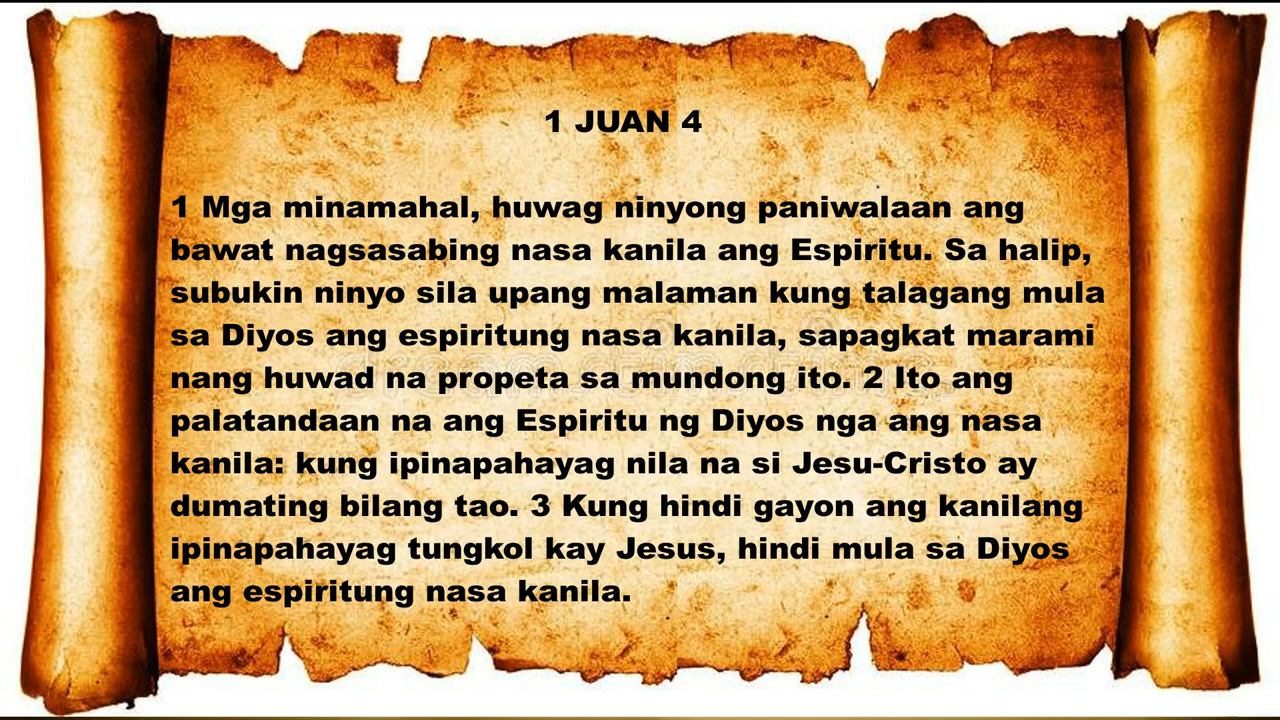 1 JUAN 4
1 Mga minamahal, huwag ninyong paniwalaan ang
bawat nagsasabing nasa kanila ang Espiritu. Sa halip,
subukin ninyo sila upang malaman kung talagang mula
sa Diyos ang espiritung nasa kanila, sapagkat marami
nang huwad na propeta sa mundong ito. 2 Ito ang
palatandaan na ang Espiritu ng Diyos nga ang nasa
kanila: kung ipinapahayag nila na si Jesu-Cristo ay
dumating bilang tao. 3 Kung hindi gayon ang kanilang
ipinapahayag tungkol kay Jesus, hindi mula sa Diyos
ang espiritung nasa kanila.